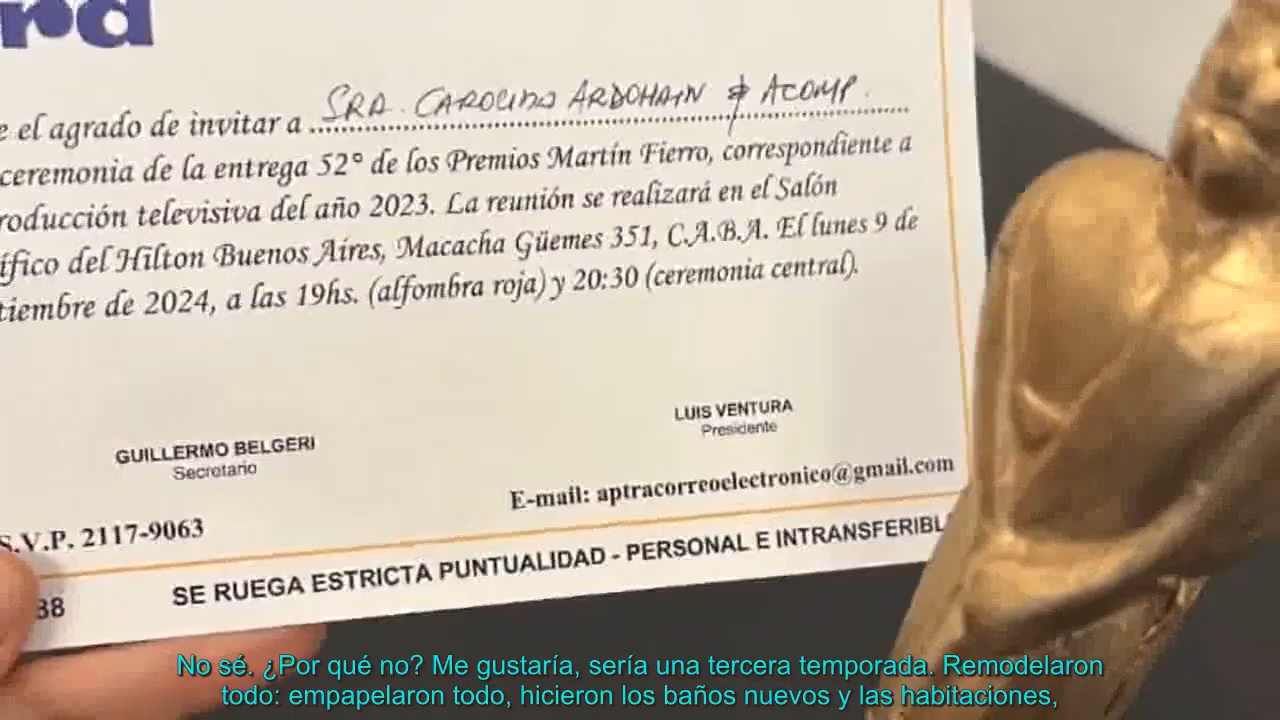 rd
e el agrado de invitar a SRA. CAROLINA ARDOHAIN & ACOMP.
ceremonia de la entrega 52° de los Premios Martín Fierro, correspondiente a
roducción televisiva del año 2023. La reunión se realizará en el Salón
ífico del Hilton Buenos Aires, Macacha Güemes 351, C.A.B.A. El lunes 9 de
tiembre de 2024, a las 19hs. (alfombra roja) y 20:30 (ceremonia central).
GUILLERMO BELGERI
Secretario
LUIS VENTURA
Presidente
E-mail: aptracorreoelectronico@gmail.com
S.V.P. 2117-9063
38
SE RUEGA ESTRICTA PUNTUALIDAD - PERSONAL E INTRANSFERIBL
No sé. ¿Por qué no? Me gustaría, sería una tercera temporada. Remodelaron
todo: empapelaron todo, hicieron los baños nuevos y las habitaciones,